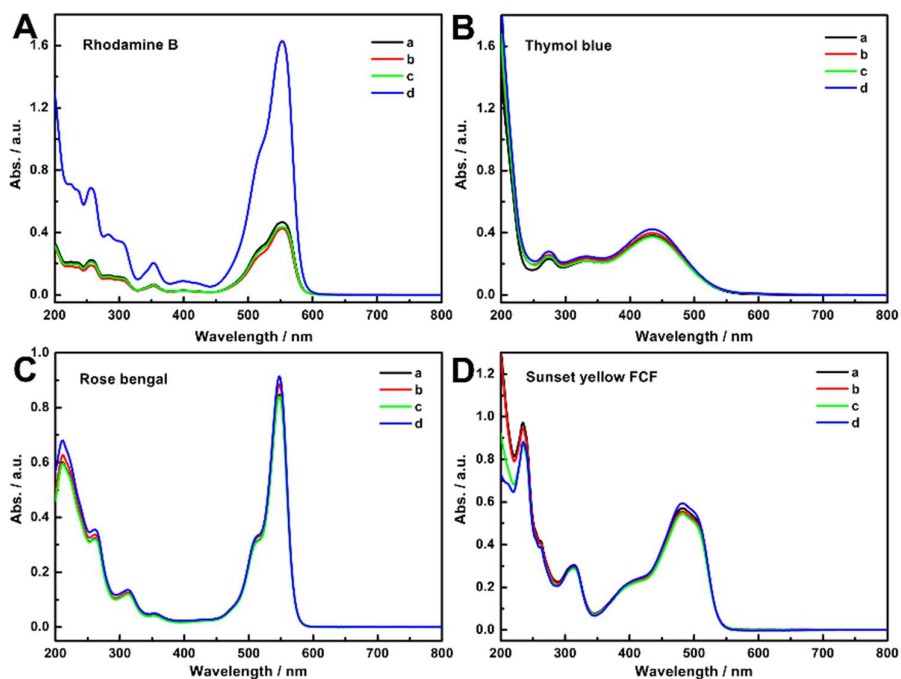 A
Rhodamine B
a
b
c
d
Abs. / a.u.
1.6
1.2
0.8
0.4
0.0
200 300 400 500 600 700 800
Wavelength / nm
B
Thymol blue
a
b
c
d
Abs. / a.u.
1.6
1.2
0.8
0.4
0.0
200 300 400 500 600 700 800
Wavelength / nm
C
Rose bengal
a
b
c
d
Abs. / a.u.
1.0
0.8
0.6
0.4
0.2
0.0
200 300 400 500 600 700 800
Wavelength / nm
D
Sunset yellow FCF
a
b
c
d
Abs. / a.u.
1.2
1.0
0.8
0.6
0.4
0.2
0.0
200 300 400 500 600 700 800
Wavelength / nm